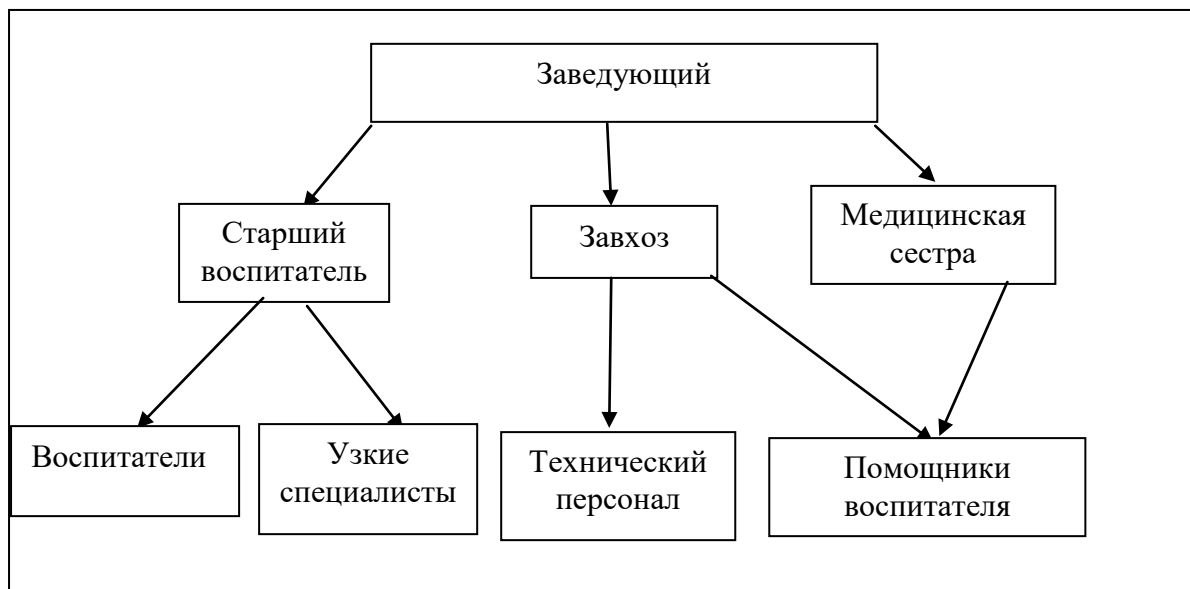 Заведующий
Старший
воспитатель
Завхоз
Медицинская
сестра
Воспитатели
Узкие
специалисты
Технический
персонал
Помощники
воспитателя